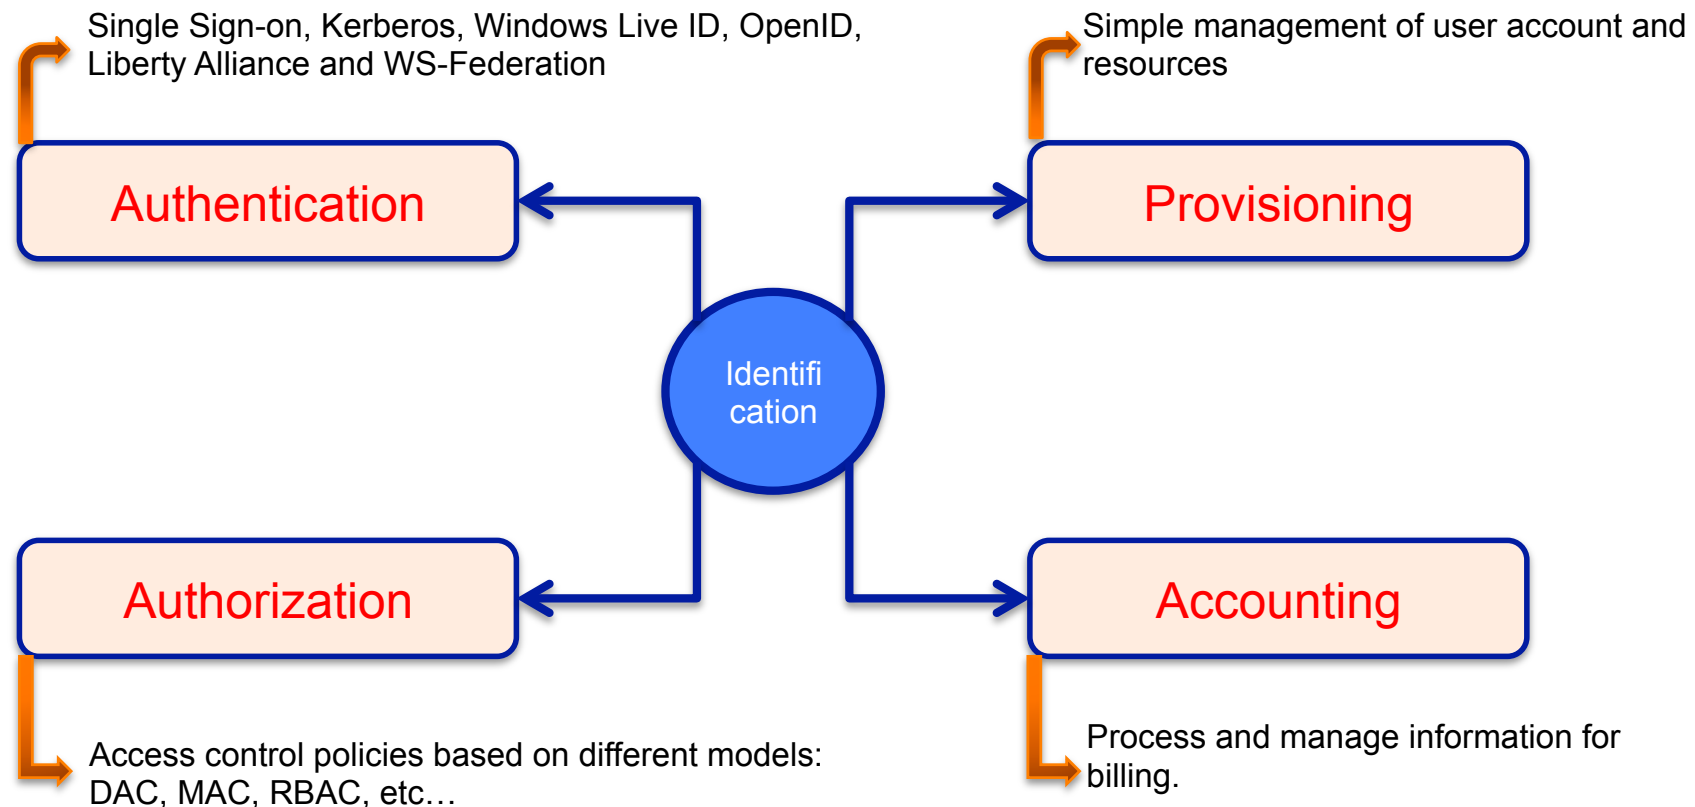 Single Sign-on, Kerberos, Windows Live ID, OpenID,
Liberty Alliance and WS-Federation
Simple management of user account and
resources
Authentication
Provisioning
Identifi
cation
Authorization
Accounting
Access control policies based on different models:
DAC, MAC, RBAC, etc…
Process and manage information for
billing.